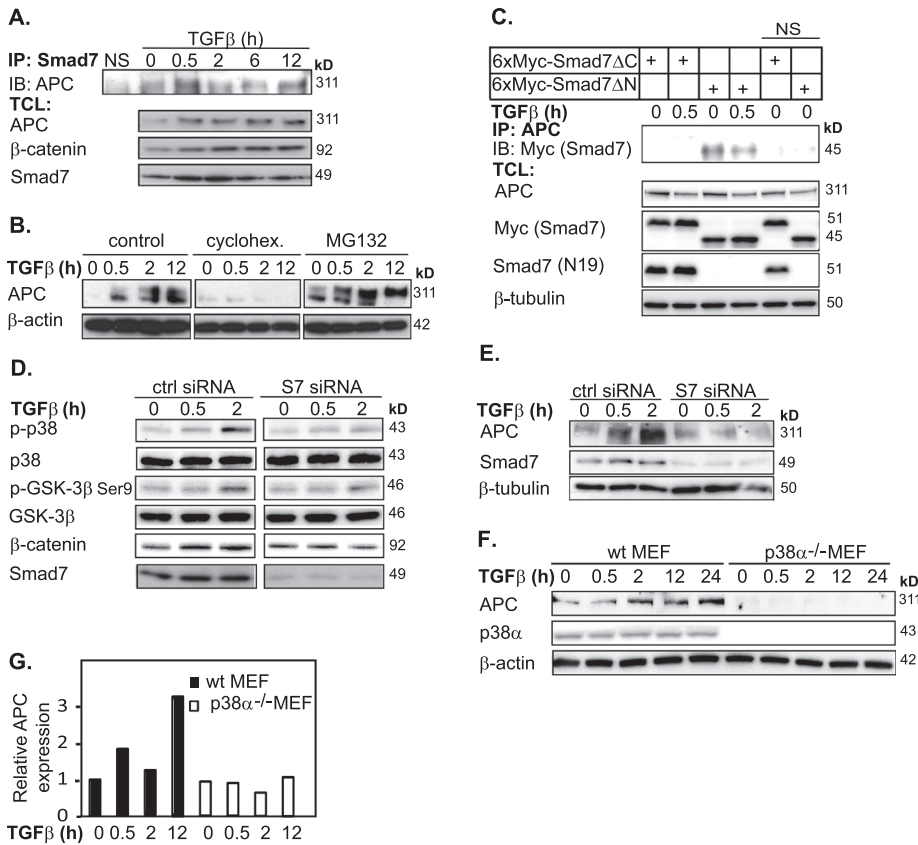 A.
TGFβ (h)
IP: Smad7 NS 0 0.5 2 6 12 kD
IB: APC 311
TCL:
APC 311
β-catenin 92
Smad7 49
B.
control cyclohex. MG132
TGFβ (h) 0 0.5 2 12 0 0.5 2 12 0 0.5 2 12 kD
APC 311
β-actin 42
C.
NS
6xMyc-Smad7ΔC + + +
6xMyc-Smad7ΔN + + +
TGFβ (h) 0 0.5 0 0.5 0 0
IP: APC kD
IB: Myc (Smad7) 45
TCL:
APC 311
Myc (Smad7) 51
45
Smad7 (N19) 51
β-tubulin 50
D.
ctrl siRNA S7 siRNA
TGFβ (h) 0 0.5 2 0 0.5 2 kD
p-p38 43
p38 43
p-GSK-3β Ser9 46
GSK-3β 46
β-catenin 92
Smad7 49
E.
ctrl siRNA S7 siRNA
TGFβ (h) 0 0.5 2 0 0.5 2 kD
APC 311
Smad7 49
β-tubulin 50
F.
wt MEF p38α-/-MEF
TGFβ (h) 0 0.5 2 12 24 0 0.5 2 12 24 kD
APC 311
p38α 43
β-actin 42
G.
wt MEF
p38α-/-MEF
Relative APC
expression
3
2
1
0
TGFβ (h) 0 0.5 2 12 0 0.5 2 12